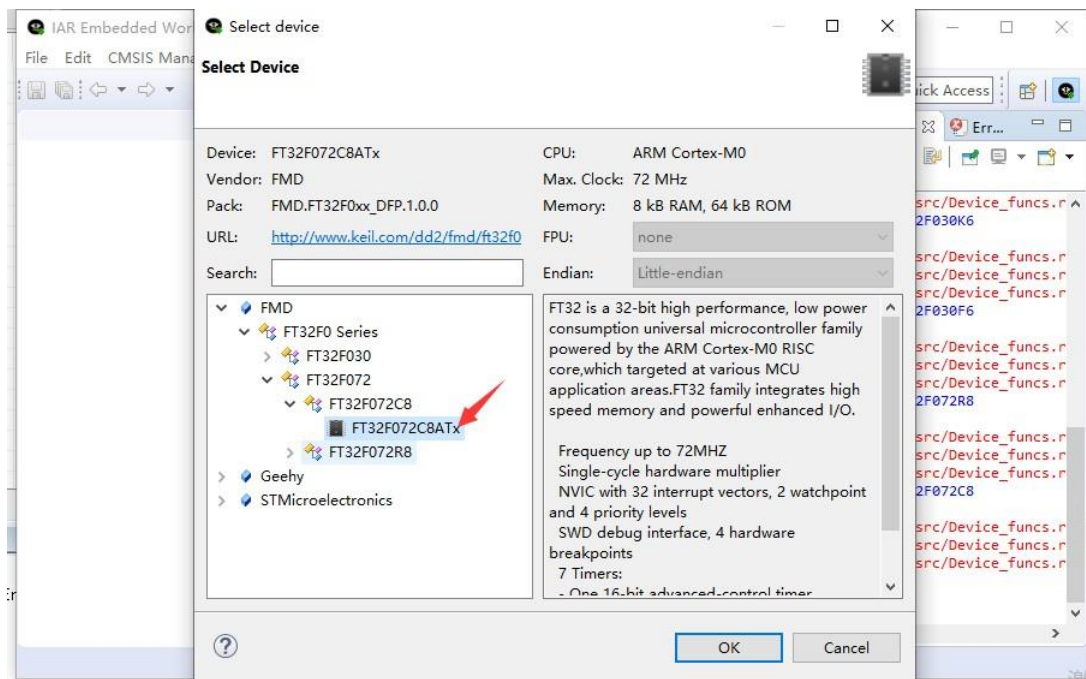 IAR Embedded Wor
File Edit CMSIS Mana
Select device
Select Device
Device: FT32F072C8ATx
Vendor: FMD
Pack: FMD.FT32F0xx_DFP.1.0.0
URL: http://www.keil.com/dd2/fmd/ft32f0
Search:
CPU: ARM Cortex-M0
Max. Clock: 72 MHz
Memory: 8 kB RAM, 64 kB ROM
FPU: none
Endian: Little-endian
FMD
FT32F0 Series
FT32F030
FT32F072
FT32F072C8
FT32F072C8ATx
FT32F072R8
Geehy
STMicroelectronics
FT32 is a 32-bit high performance, low power
consumption universal microcontroller family
powered by the ARM Cortex-M0 RISC
core,which targeted at various MCU
application areas.FT32 family integrates high
speed memory and powerful enhanced I/O.
Frequency up to 72MHZ
Single-cycle hardware multiplier
NVIC with 32 interrupt vectors, 2 watchpoint
and 4 priority levels
SWD debug interface, 4 hardware
breakpoints
7 Timers:
- One 16-bit advanced-control timer
OK Cancel
ick Access
Err...
src/Device_funcs.r
2F030K6
src/Device_funcs.r
src/Device_funcs.r
src/Device_funcs.r
2F030F6
src/Device_funcs.r
src/Device_funcs.r
src/Device_funcs.r
2F072R8
src/Device_funcs.r
src/Device_funcs.r
src/Device_funcs.r
2F072C8
src/Device_funcs.r
src/Device_funcs.r
src/Device_funcs.r